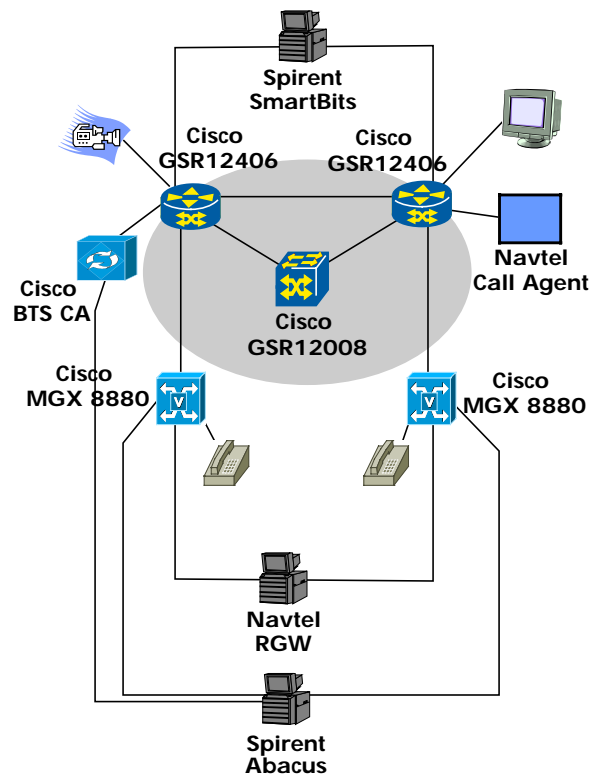 Spirent
SmartBits
Cisco
GSR12406
Cisco
GSR12406
Cisco
BTS CA
Navtel
Call Agent
Cisco
GSR12008
Cisco
MGX 8880
V
Cisco
MGX 8880
V
Navtel
RGW
Spirent
Abacus